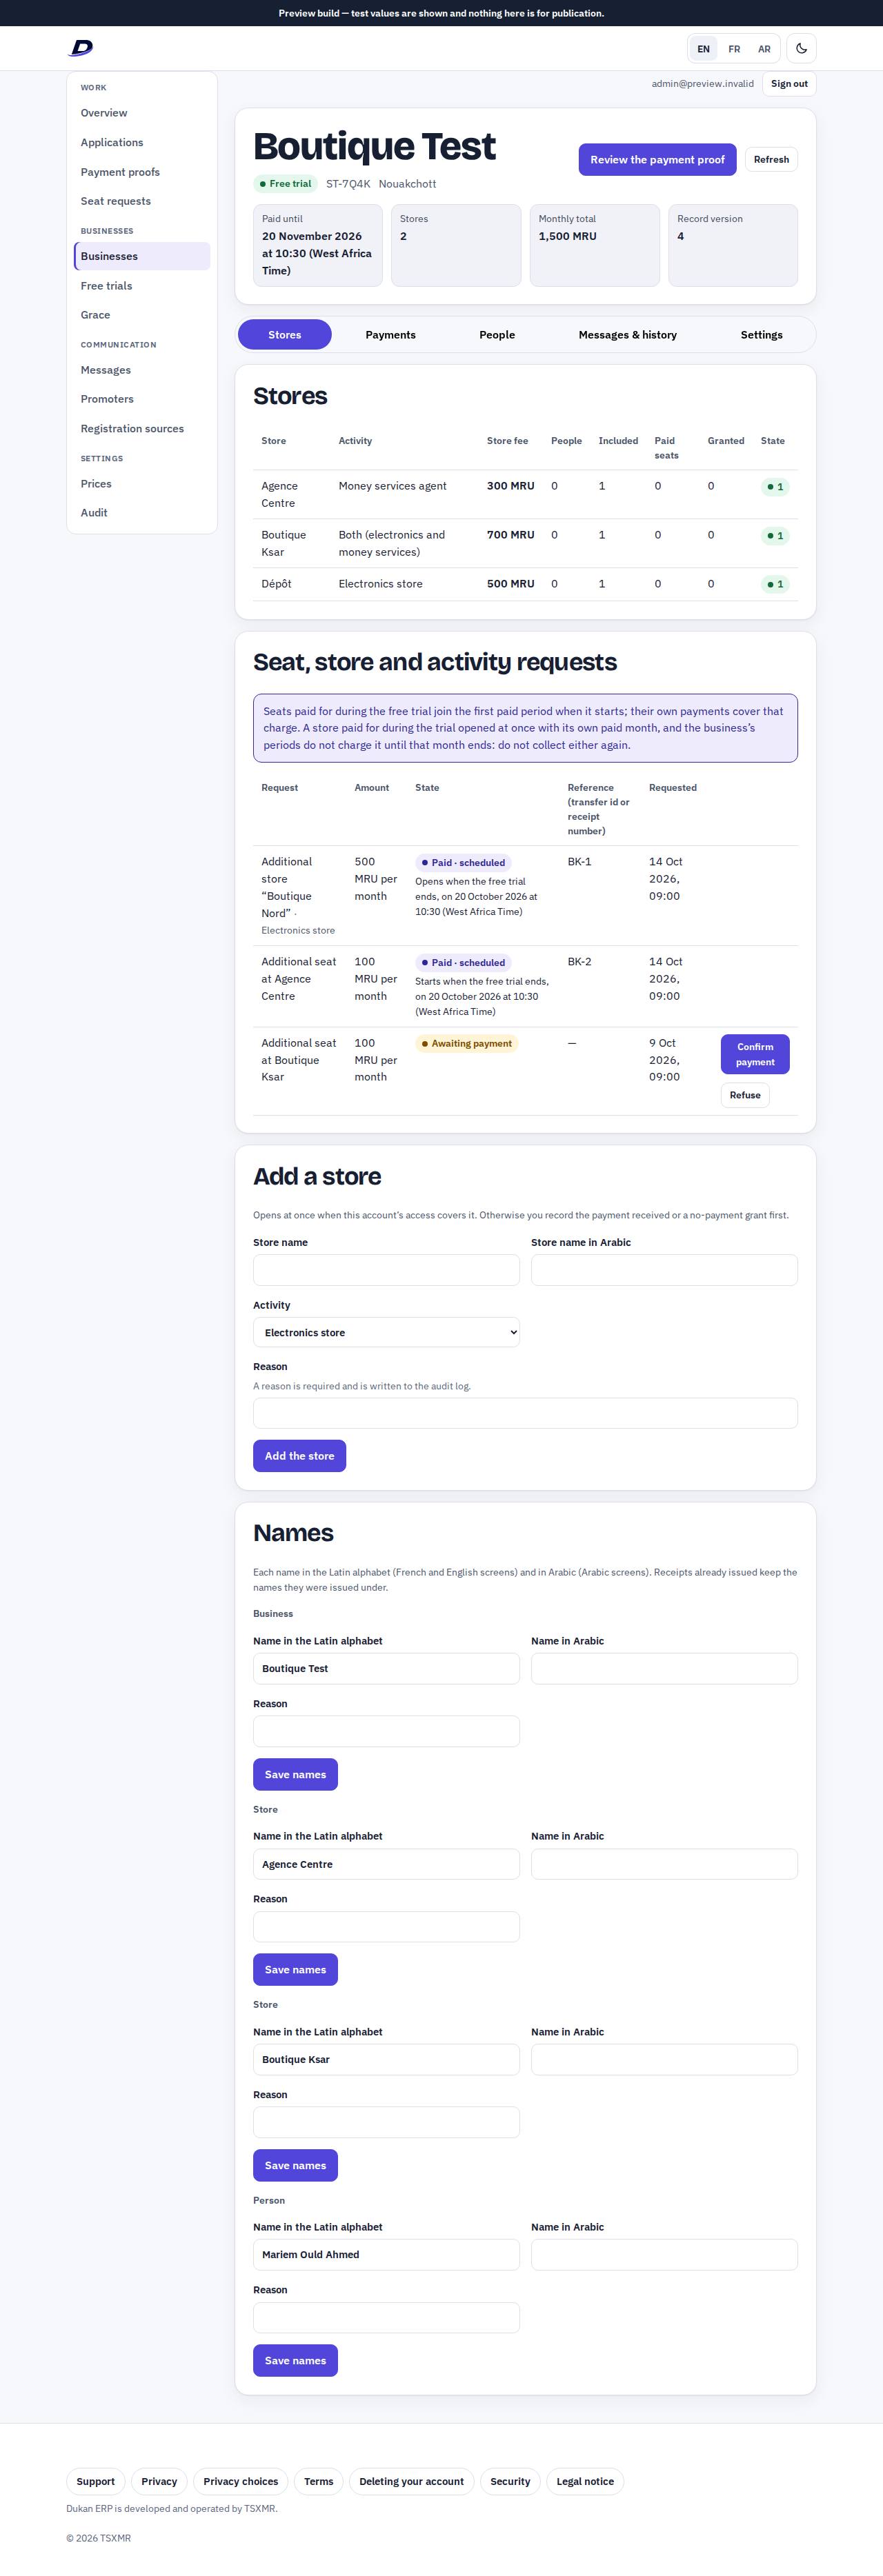 Preview build — test values are shown and nothing here is for publication.
D
EN FR AR
admin@preview.invalid Sign out
WORK
Overview
Applications
Payment proofs
Seat requests
BUSINESSES
Businesses
Free trials
Grace
COMMUNICATION
Messages
Promoters
Registration sources
SETTINGS
Prices
Audit
Boutique Test
Free trial ST-7Q4K Nouakchott
Review the payment proof Refresh
Paid until
20 November 2026
at 10:30 (West Africa
Time)
Stores
2
Monthly total
1,500 MRU
Record version
4
Stores Payments People Messages & history Settings
Stores
Store Activity Store fee People Included Paid seats Granted State
Agence Centre Money services agent 300 MRU 0 1 0 0 1
Boutique Ksar Both (electronics and money services) 700 MRU 0 1 0 0 1
Dépôt Electronics store 500 MRU 0 1 0 0 1
Seat, store and activity requests
Seats paid for during the free trial join the first paid period when it starts; their own payments cover that
charge. A store paid for during the trial opened at once with its own paid month, and the business’s
periods do not charge it until that month ends: do not collect either again.
Request Amount State Reference (transfer id or receipt number) Requested
Additional store “Boutique Nord” · Electronics store 500 MRU per month Paid · scheduled Opens when the free trial ends, on 20 October 2026 at 10:30 (West Africa Time) BK-1 14 Oct 2026, 09:00
Additional seat at Agence Centre 100 MRU per month Paid · scheduled Starts when the free trial ends, on 20 October 2026 at 10:30 (West Africa Time) BK-2 14 Oct 2026, 09:00
Additional seat at Boutique Ksar 100 MRU per month Awaiting payment — 9 Oct 2026, 09:00 Confirm payment
Refuse
Add a store
Opens at once when this account’s access covers it. Otherwise you record the payment received or a no-payment grant first.
Store name Store name in Arabic
Activity
Electronics store
Reason
A reason is required and is written to the audit log.
Add the store
Names
Each name in the Latin alphabet (French and English screens) and in Arabic (Arabic screens). Receipts already issued keep the
names they were issued under.
Business
Name in the Latin alphabet Name in Arabic
Boutique Test
Reason
Save names
Store
Name in the Latin alphabet Name in Arabic
Agence Centre
Reason
Save names
Store
Name in the Latin alphabet Name in Arabic
Boutique Ksar
Reason
Save names
Person
Name in the Latin alphabet Name in Arabic
Mariem Ould Ahmed
Reason
Save names
Support Privacy Privacy choices Terms Deleting your account Security Legal notice
Dukan ERP is developed and operated by TSXMR.
© 2026 TSXMR